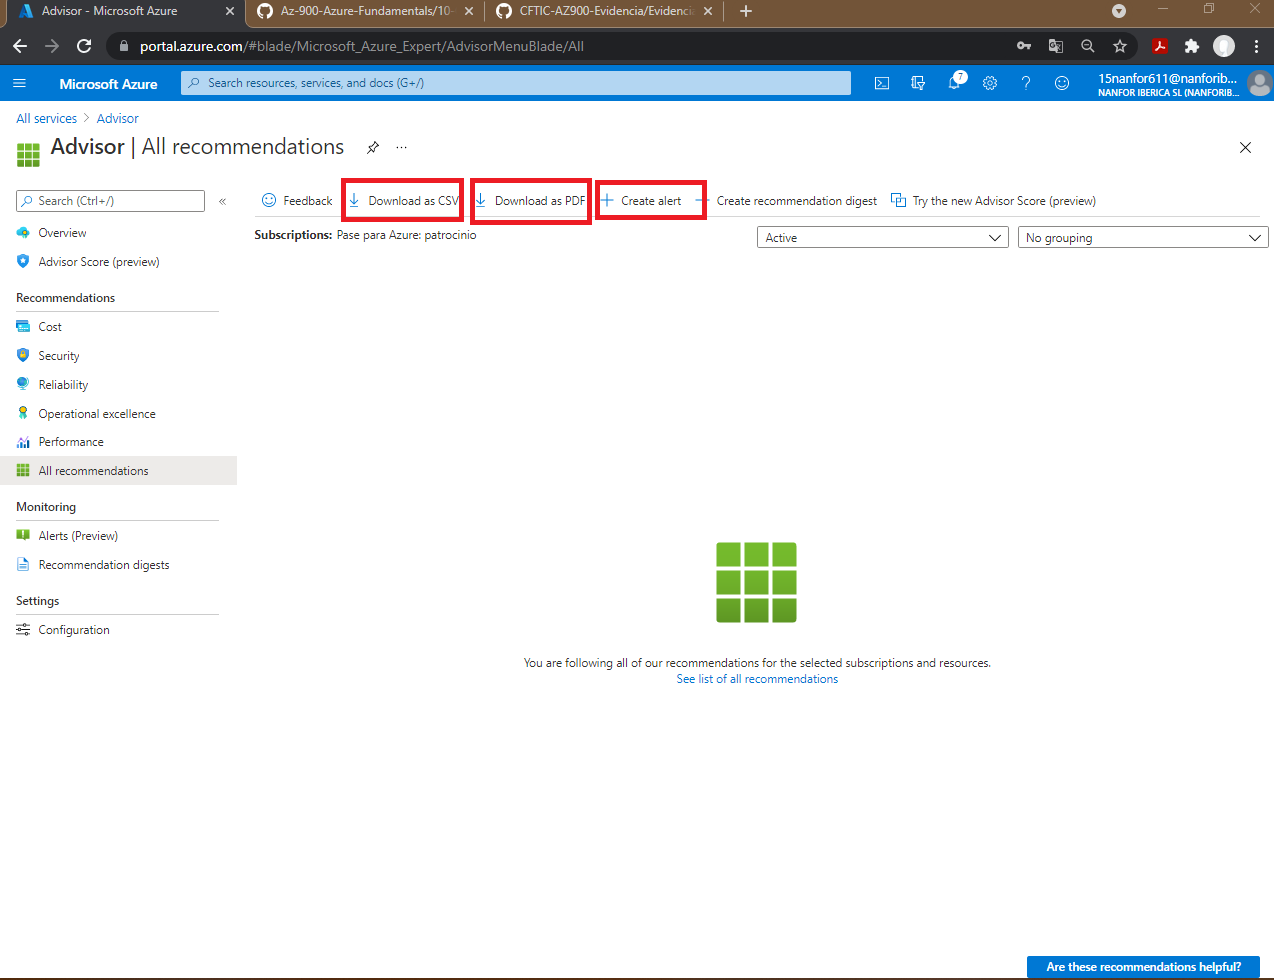 Advisor - Microsoft Azure
Az-900-Azure-Fundamentals/10-
CFTIC-AZ900-Evidencia/Evidenci
portal.azure.com/#blade/Microsoft_Azure_Expert/AdvisorMenuBlade/All
Microsoft Azure
Search resources, services, and docs (G+/)
7
15nanfor611@nanforib...
NANFOR IBERICA SL (NANFORIB...
All services > Advisor
Advisor | All recommendations
Search (Ctrl+/)
Overview
Advisor Score (preview)
Recommendations
Cost
Security
Reliability
Operational excellence
Performance
All recommendations
Monitoring
Alerts (Preview)
Recommendation digests
Settings
Configuration
Feedback
Download as CSV
Download as PDF
Create alert
Create recommendation digest
Try the new Advisor Score (preview)
Subscriptions: Pase para Azure: patrocinio
Active
No grouping
You are following all of our recommendations for the selected subscriptions and resources.
See list of all recommendations
Are these recommendations helpful?